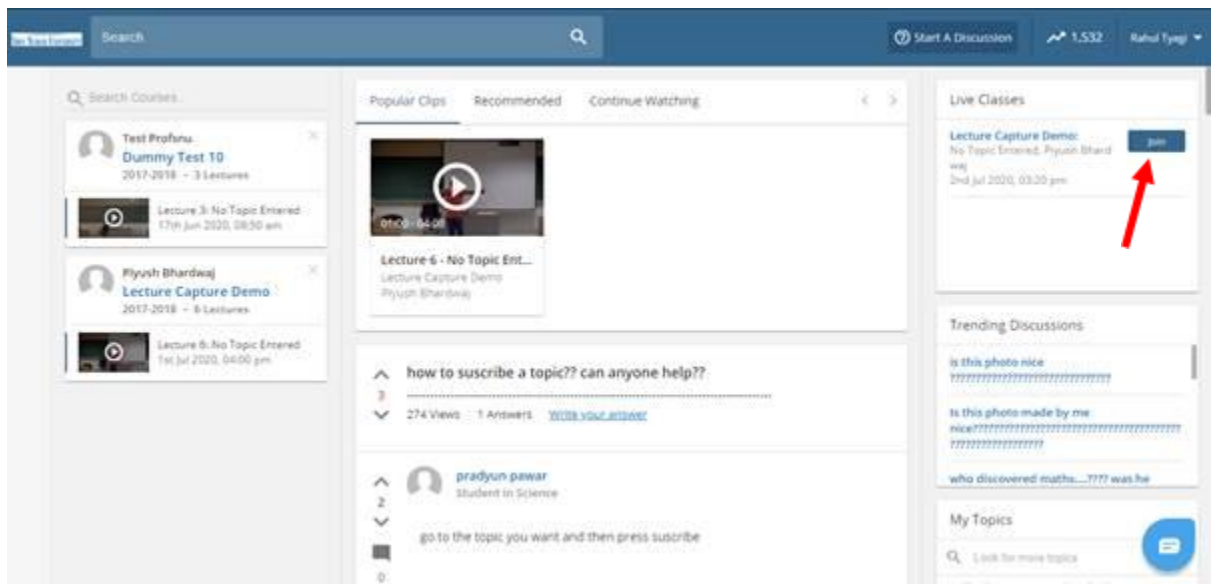 Search
Start A Discussion
1,532
Rahul Tyagi
Search Courses
Test Profsnu
Dummy Test 10
2017-2018 - 3 Lectures
Lecture 3: No Topic Entered
17th Jun 2020, 08:50 am
Piyush Bhardwaj
Lecture Capture Demo
2017-2018 - 6 Lectures
Lecture 6: No Topic Entered
1st Jul 2020, 04:00 pm
Popular Clips Recommended Continue Watching
01:00 - 04:00
Lecture 6 - No Topic Ent...
Lecture Capture Demo
Piyush Bhardwaj
how to suscribe a topic?? can anyone help??
3
274 Views 1 Answers Write your answer
pradyun pawar
Student in Science
2
go to the topic you want and then press suscribe
0
Live Classes
Lecture Capture Demo:
No Topic Entered, Piyush Bhard
waj
2nd Jul 2020, 03:20 pm
Join
Trending Discussions
is this photo nice
????????????????????????????????
Is this photo made by me
nice?????????????????????????????????????????
??????????????????
who discovered maths....???? was he
My Topics
Look for more topics